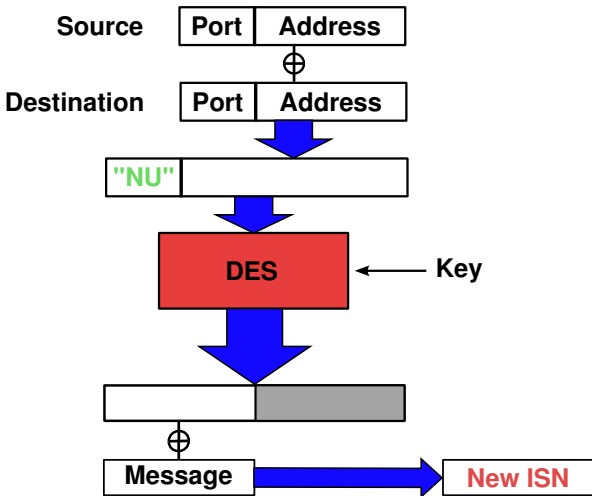 Source Port Address
Destination Port Address
"NU"
DES Key
Message New ISN